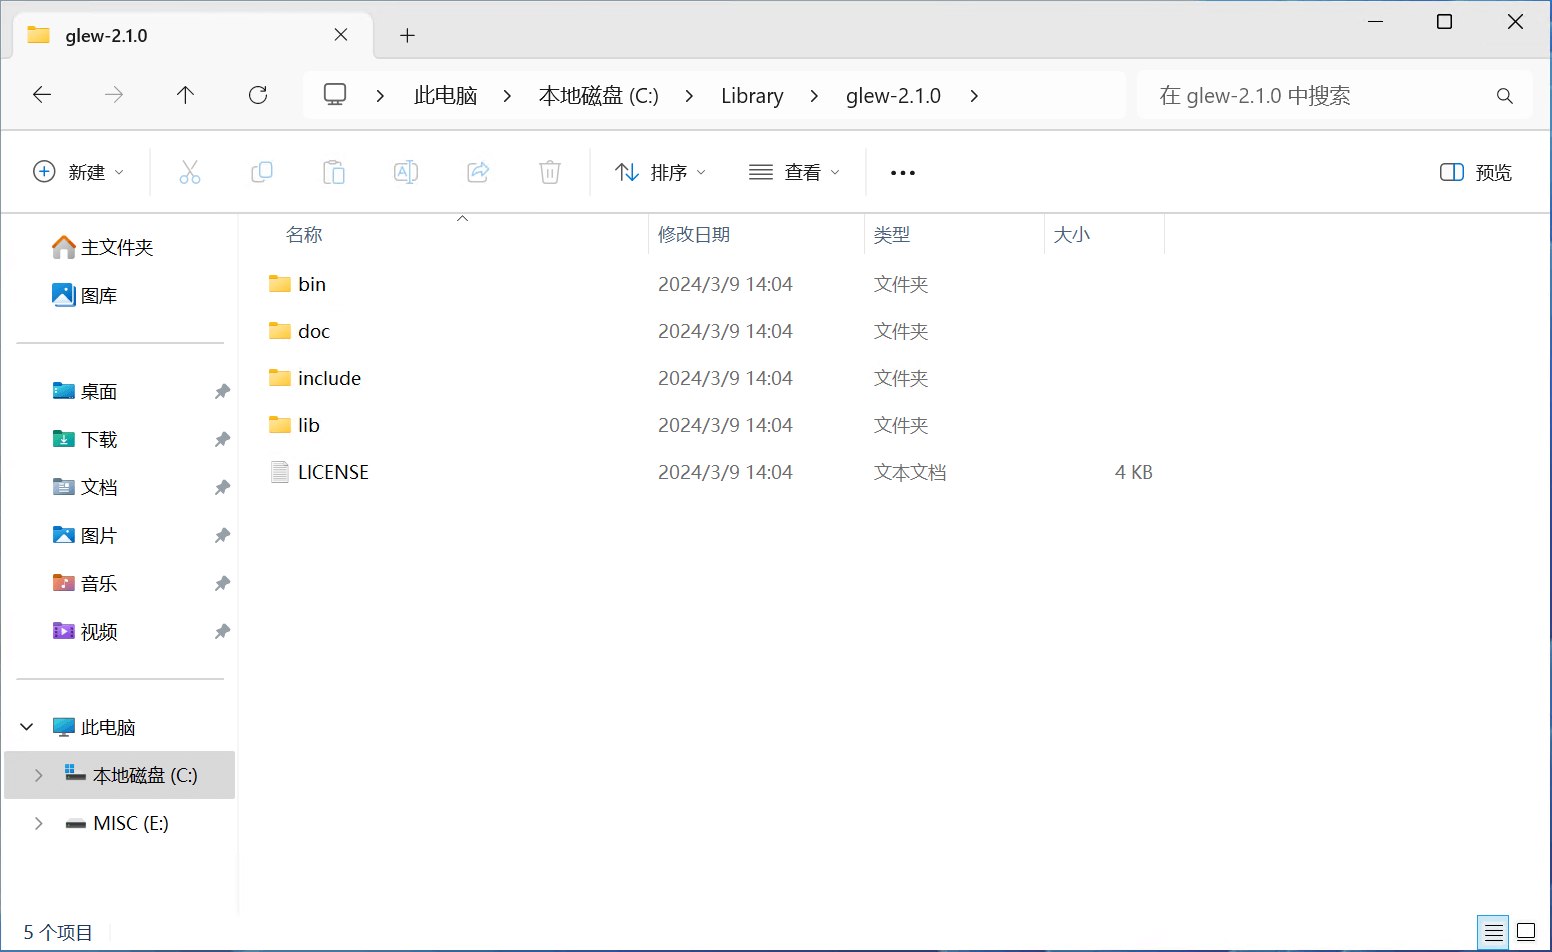 glew-2.1.0
此电脑 本地磁盘 (C:) Library glew-2.1.0
在 glew-2.1.0 中搜索
新建 排序 查看 预览
主文件夹
图库
桌面
下载
文档
图片
音乐
视频
此电脑
本地磁盘 (C:)
MISC (E:)
名称 修改日期 类型 大小
bin 2024/3/9 14:04 文件夹
doc 2024/3/9 14:04 文件夹
include 2024/3/9 14:04 文件夹
lib 2024/3/9 14:04 文件夹
LICENSE 2024/3/9 14:04 文本文档 4 KB
5 个项目